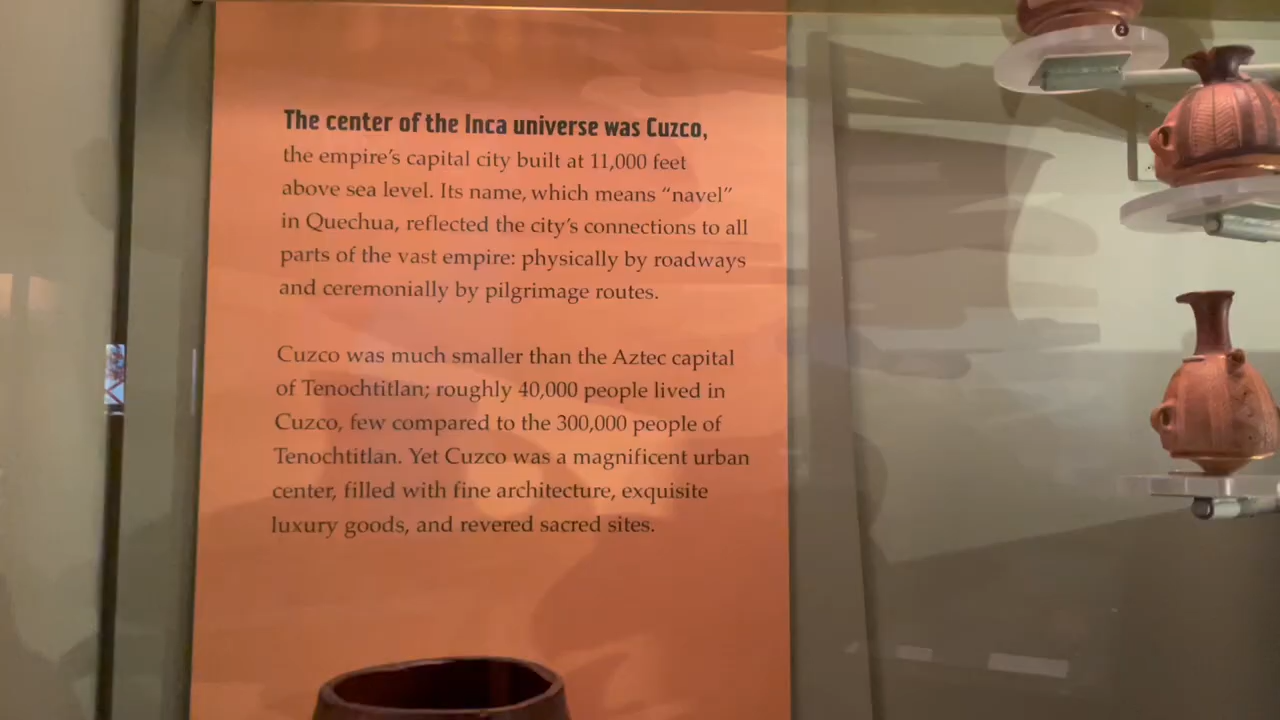 The center of the Inca universe was Cuzco,
the empire's capital city built at 11,000 feet
above sea level. Its name, which means “navel”
in Quechua, reflected the city's connections to all
parts of the vast empire: physically by roadways
and ceremonially by pilgrimage routes.
Cuzco was much smaller than the Aztec capital
of Tenochtitlan; roughly 40,000 people lived in
Cuzco, few compared to the 300,000 people of
Tenochtitlan. Yet Cuzco was a magnificent urban
center, filled with fine architecture, exquisite
luxury goods, and revered sacred sites.
2